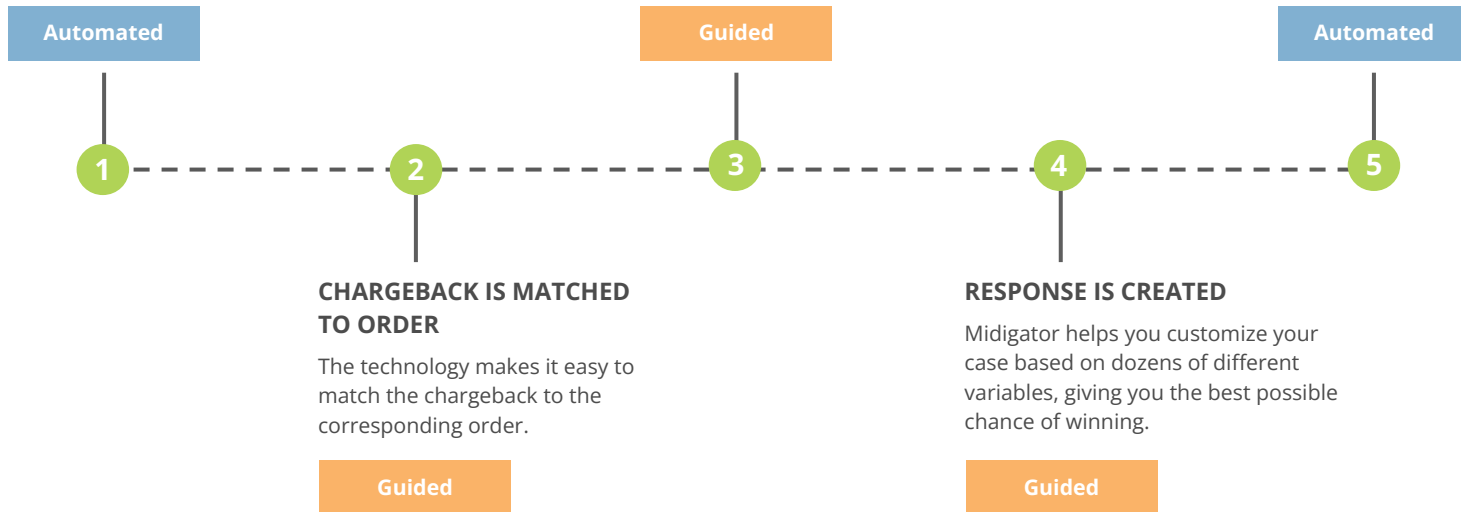 Automated
Guided
Automated
1
2
3
4
5
CHARGEBACK IS MATCHED
TO ORDER
The technology makes it easy to
match the chargeback to the
corresponding order.
Guided
RESPONSE IS CREATED
Midigator helps you customize your
case based on dozens of different
variables, giving you the best possible
chance of winning.
Guided